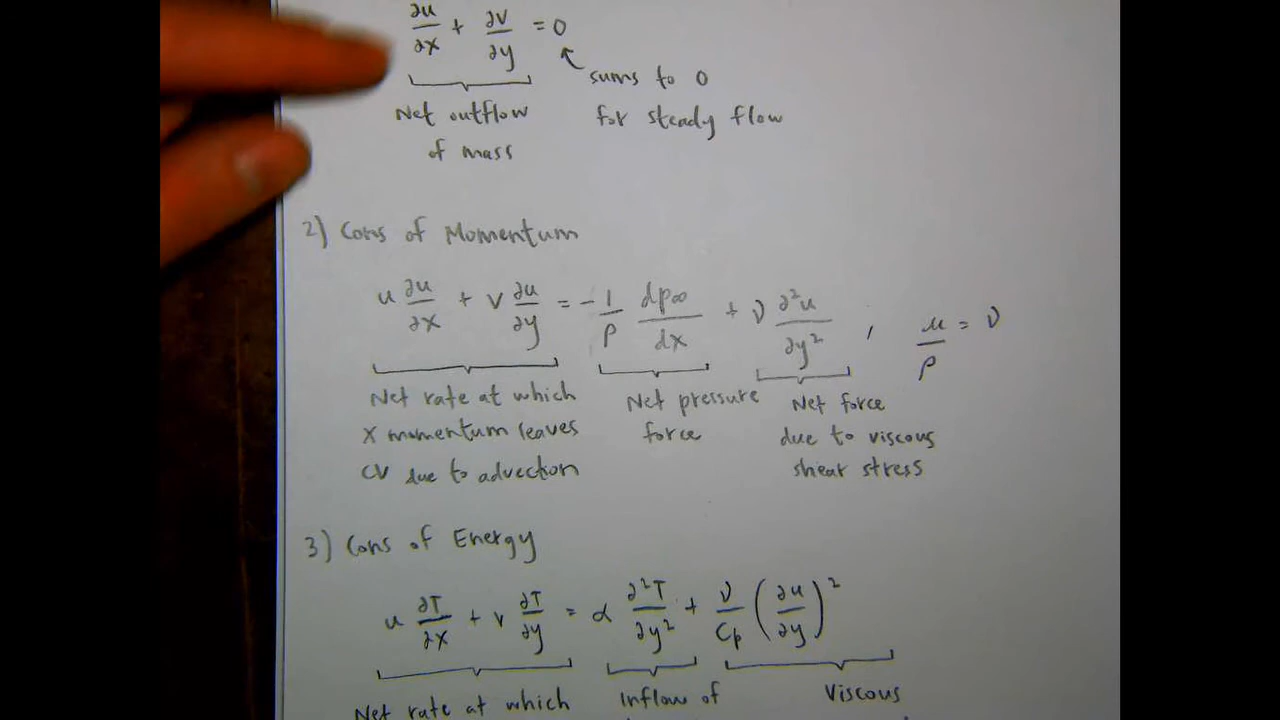 ∂u/∂x + ∂v/∂y = 0
sums to 0
for steady flow
Net outflow
of mass
2) Cons of Momentum
u ∂u/∂x + v ∂u/∂y = -1/ρ dp∞/dx + ν ∂²u/∂y² , μ/ρ = ν
Net rate at which
x momentum leaves
CV due to advection
Net pressure
force
Net force
due to viscous
shear stress
3) Cons of Energy
u ∂T/∂x + v ∂T/∂y = α ∂²T/∂y² + ν/Cp (∂u/∂y)²
Net rate at which
Inflow of
Viscous